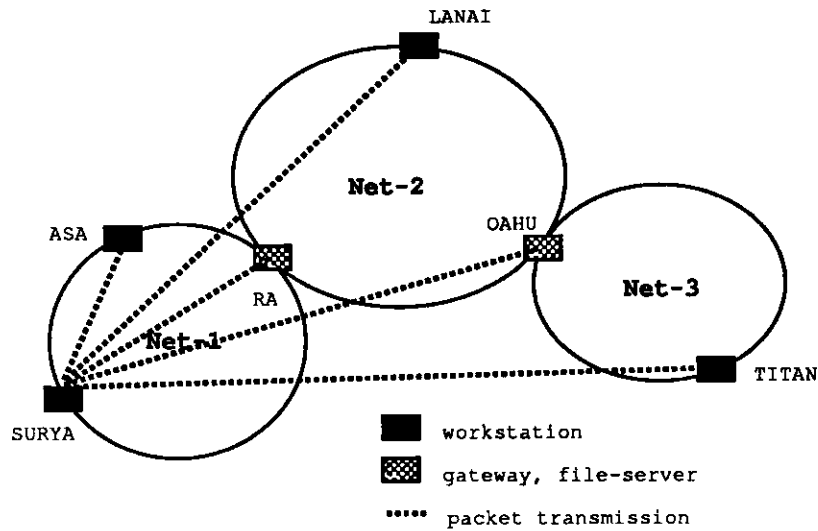 LANAI
Net-2
ASA
OAHU
RA
Net-3
Net-1
TITAN
SURYA
workstation
gateway, file-server
packet transmission